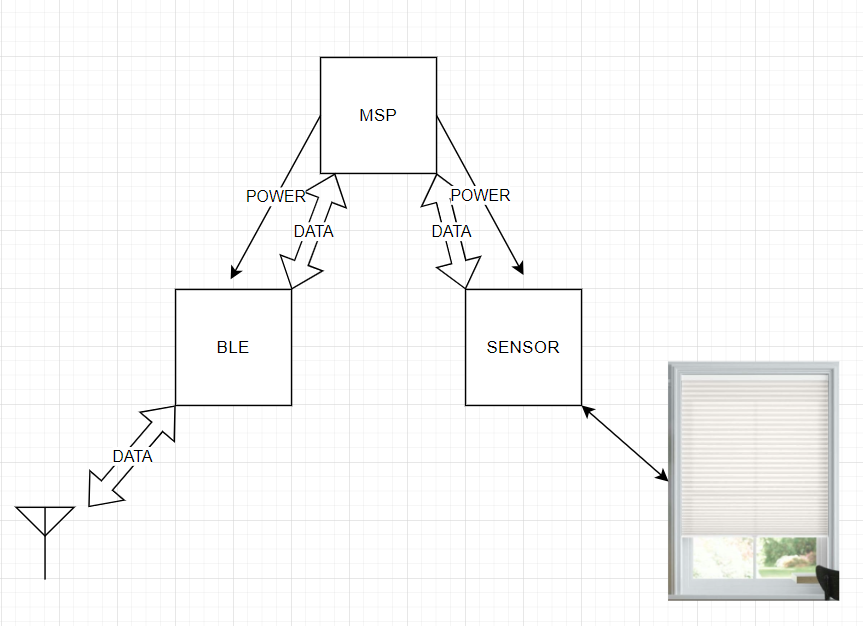 MSP
POWER
POWER
DATA
DATA
BLE
SENSOR
DATA